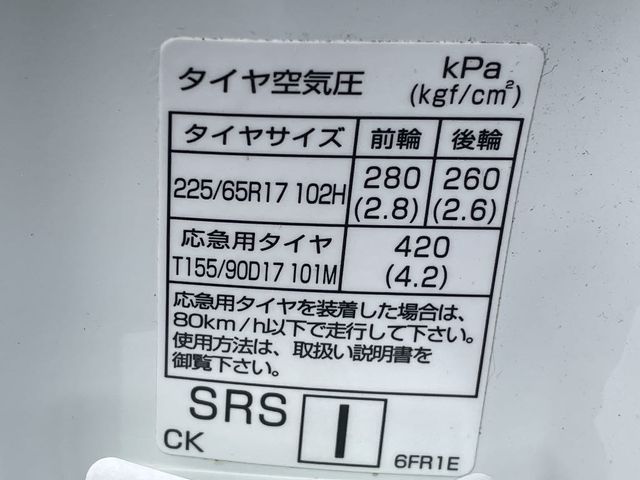 タイヤ空気圧 kPa
(kgf/cm²)
タイヤサイズ 前輪 後輪
225/65R17 102H 280 260
(2.8) (2.6)
応急用タイヤ 420
T155/90D17 101M (4.2)
応急用タイヤを装着した場合は、
80km/h以下で走行して下さい。
使用方法は、取扱い説明書を
御覧下さい。
SRS I
CK 6FR1E